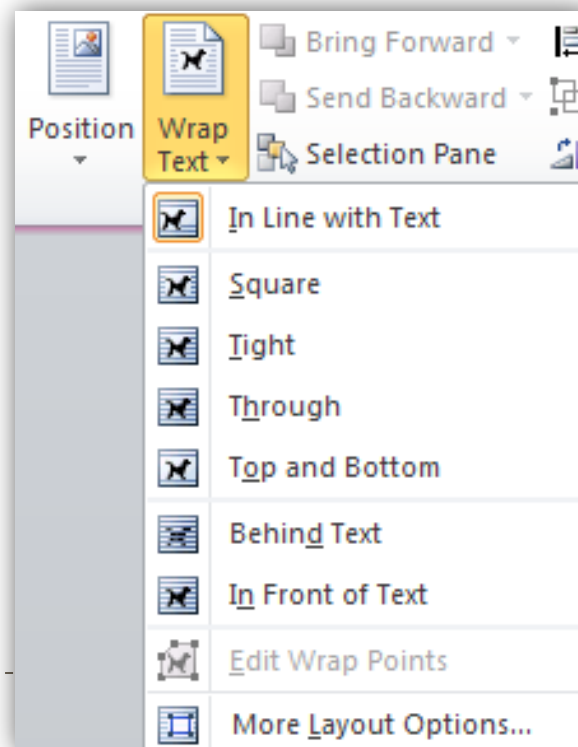 Position
Wrap
Text
Bring Forward
Send Backward
Selection Pane
In Line with Text
Square
Tight
Through
Top and Bottom
Behind Text
In Front of Text
Edit Wrap Points
More Layout Options...